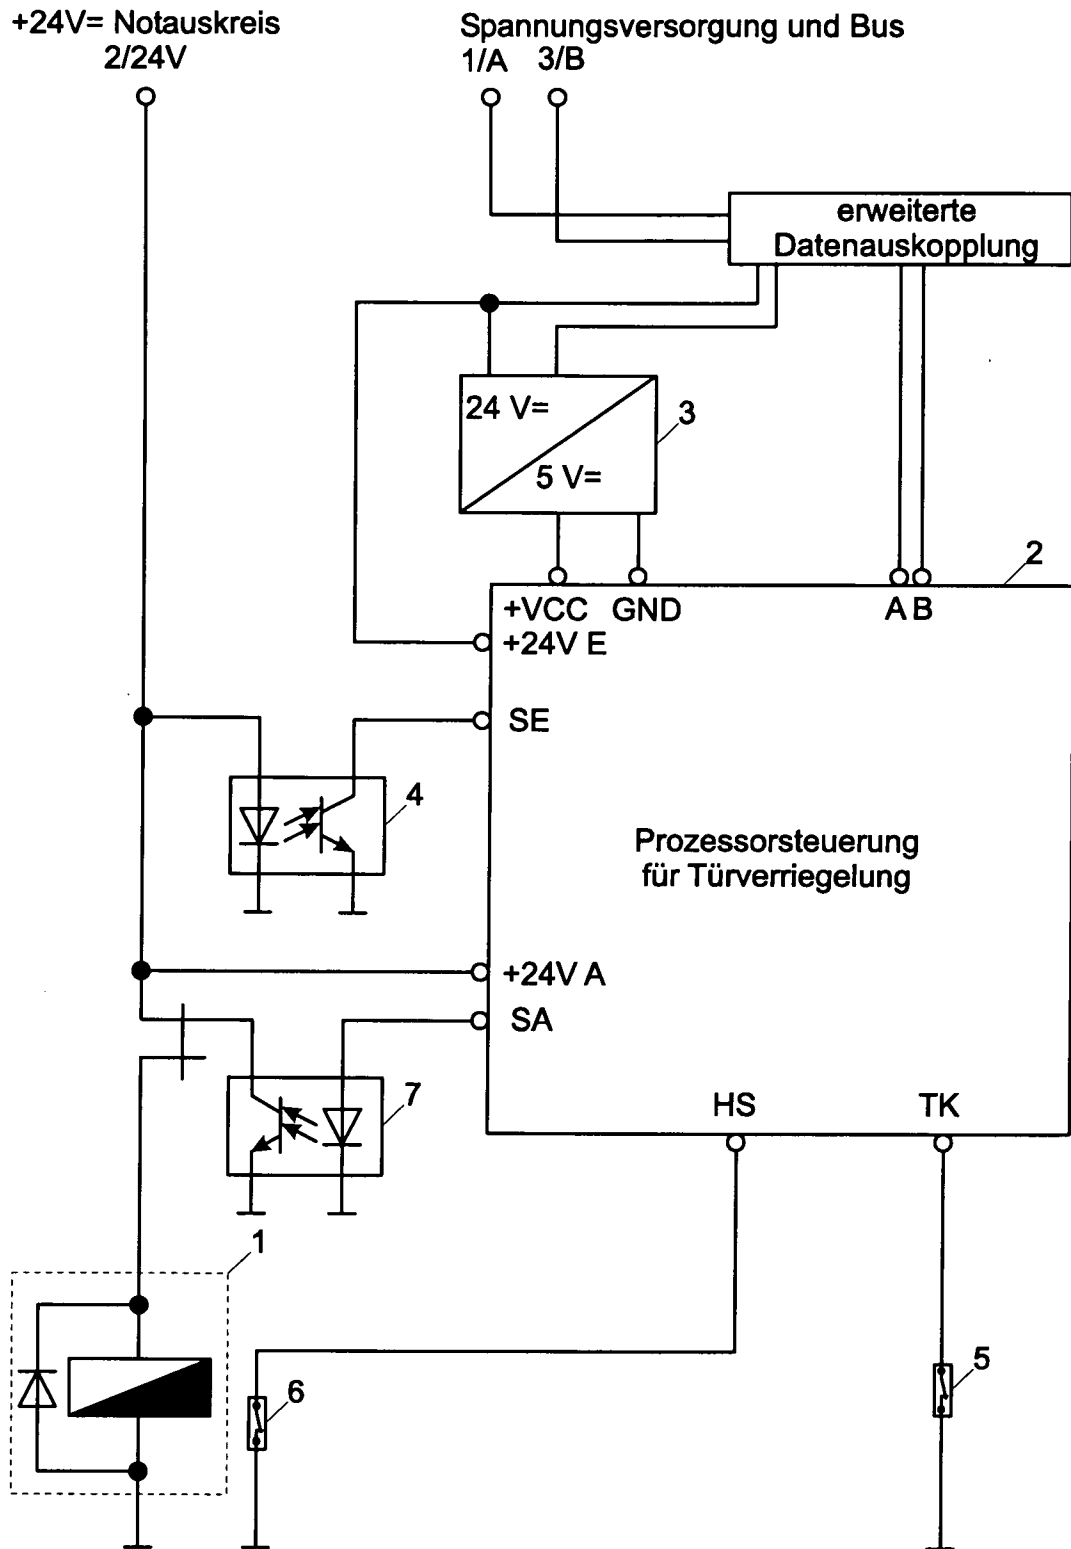 +24V= Notauskreis
2/24V
Spannungsversorgung und Bus
1/A 3/B
erweiterte
Datenauskopplung
24 V=
5 V=
3
2
+VCC GND
A B
+24V E
SE
4
Prozessorsteuerung
für Türverriegelung
+24V A
SA
7
HS
TK
1
5
6